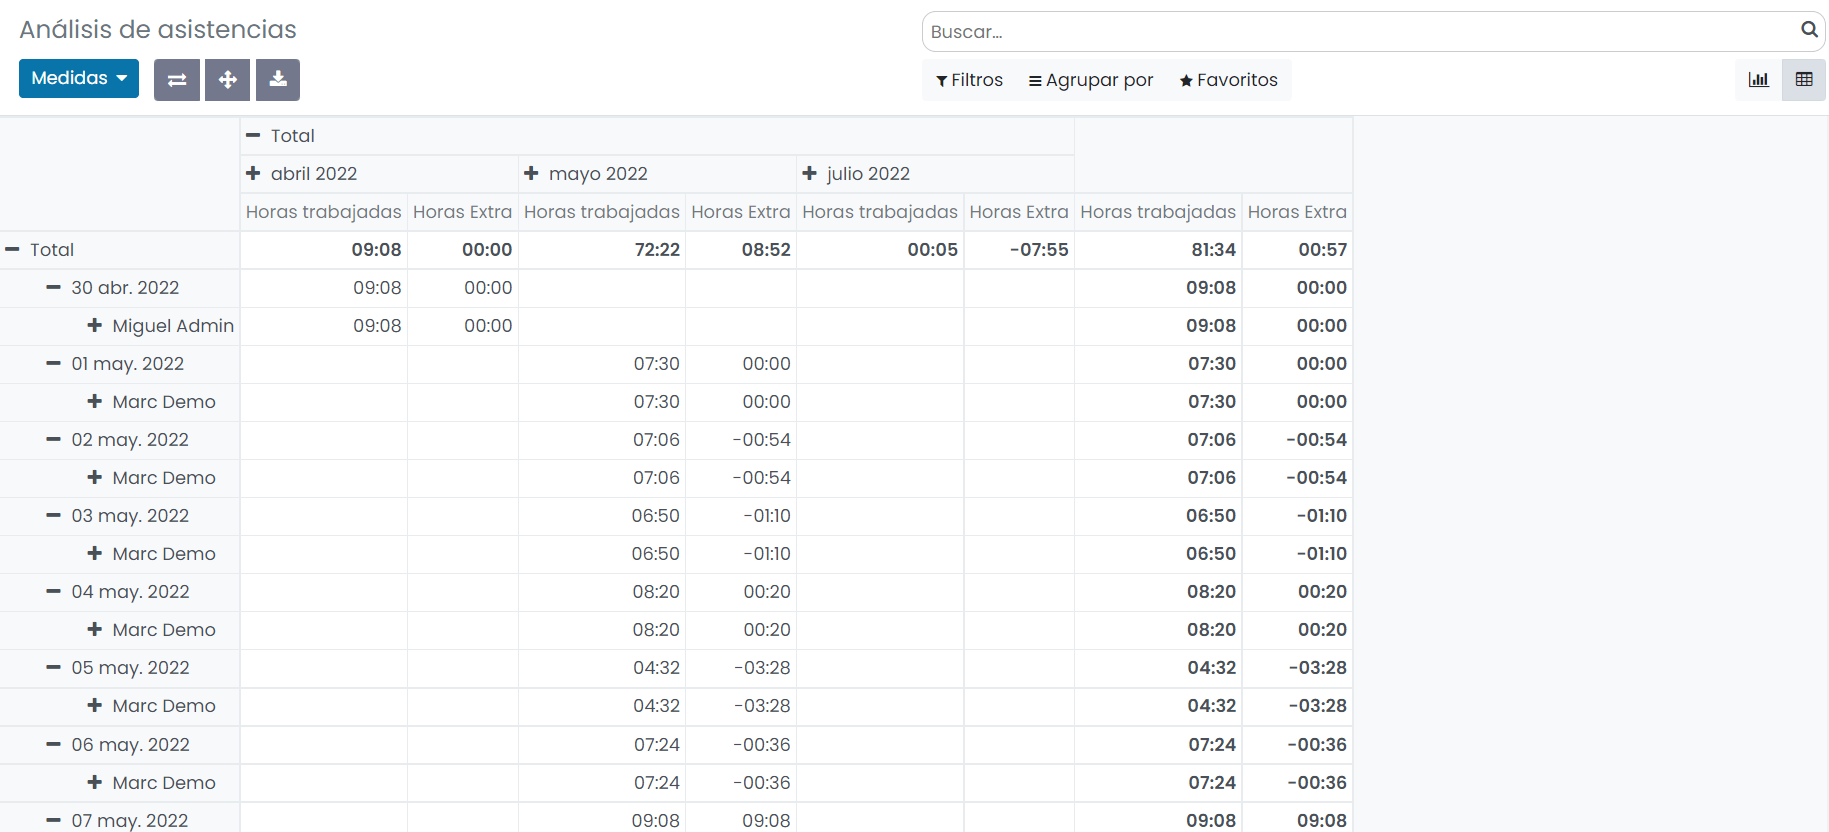 Análisis de asistencias
Buscar...
Medidas
Filtros Agrupar por Favoritos
Total
abril 2022 mayo 2022 julio 2022
Horas trabajadas Horas Extra Horas trabajadas Horas Extra Horas trabajadas Horas Extra Horas trabajadas Horas Extra
Total 09:08 00:00 72:22 08:52 00:05 -07:55 81:34 00:57
30 abr. 2022 09:08 00:00 09:08 00:00
Miguel Admin 09:08 00:00 09:08 00:00
01 may. 2022 07:30 00:00 07:30 00:00
Marc Demo 07:30 00:00 07:30 00:00
02 may. 2022 07:06 -00:54 07:06 -00:54
Marc Demo 07:06 -00:54 07:06 -00:54
03 may. 2022 06:50 -01:10 06:50 -01:10
Marc Demo 06:50 -01:10 06:50 -01:10
04 may. 2022 08:20 00:20 08:20 00:20
Marc Demo 08:20 00:20 08:20 00:20
05 may. 2022 04:32 -03:28 04:32 -03:28
Marc Demo 04:32 -03:28 04:32 -03:28
06 may. 2022 07:24 -00:36 07:24 -00:36
Marc Demo 07:24 -00:36 07:24 -00:36
07 may. 2022 09:08 09:08 09:08 09:08